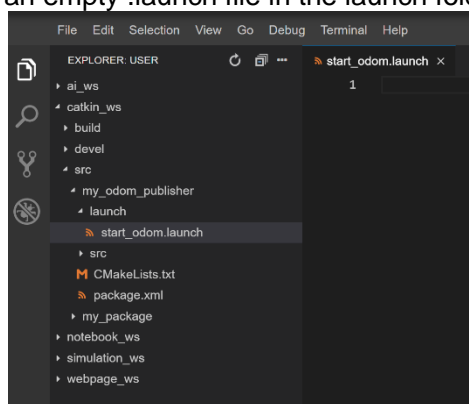 an empty .launch file in the launch fol
File Edit Selection View Go Debug Terminal Help
EXPLORER: USER
start_odom.launch ×
1
ai_ws
catkin_ws
build
devel
src
my_odom_publisher
launch
start_odom.launch
src
M CMakeLists.txt
package.xml
my_package
notebook_ws
simulation_ws
webpage_ws